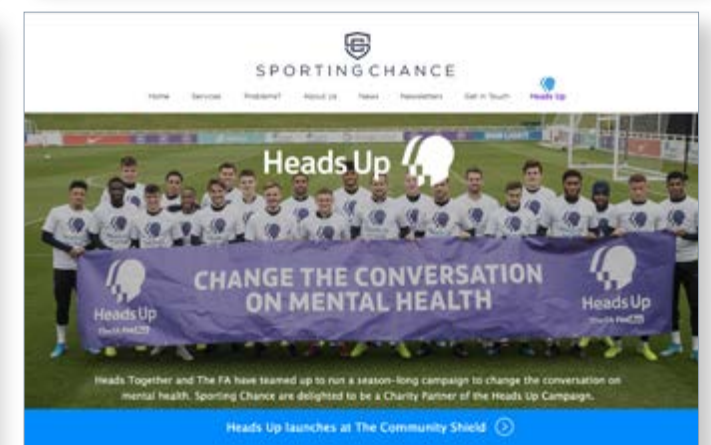 SPORTING CHANCE
Home Services Problems? About Us News Newsletters Get in Touch Heads Up
Heads Up
CHANGE THE CONVERSATION
ON MENTAL HEALTH
Heads Up
Heads Up
Heads Together and The FA have teamed up to run a season-long campaign to change the conversation on
mental health. Sporting Chance are delighted to be a Charity Partner of the Heads Up Campaign.
Heads Up launches at The Community Shield